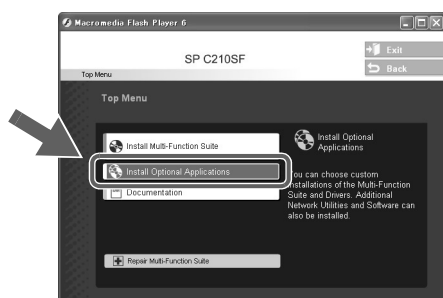 Macromedia Flash Player 6
SP C210SF
Exit
Back
Top Menu
Top Menu
Install Multi-Function Suite
Install Optional Applications
Documentation
Repair Multi-Function Suite
Install Optional
Applications
You can choose custom
installations of the Multi-Function
Suite and Drivers. Additional
Network Utilities and Software can
also be installed.